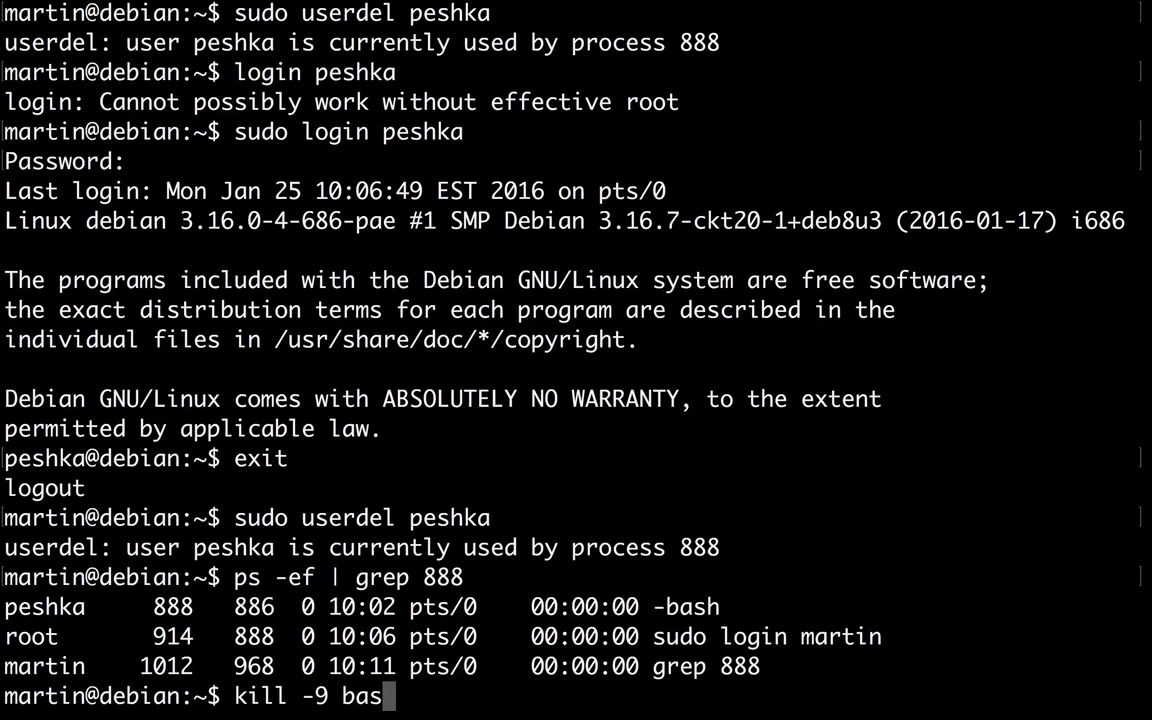 martin@debian:~$ sudo userdel peshka
userdel: user peshka is currently used by process 888
martin@debian:~$ login peshka
login: Cannot possibly work without effective root
martin@debian:~$ sudo login peshka
Password:
Last login: Mon Jan 25 10:06:49 EST 2016 on pts/0
Linux debian 3.16.0-4-686-pae #1 SMP Debian 3.16.7-ckt20-1+deb8u3 (2016-01-17) i686
The programs included with the Debian GNU/Linux system are free software;
the exact distribution terms for each program are described in the
individual files in /usr/share/doc/*/copyright.
Debian GNU/Linux comes with ABSOLUTELY NO WARRANTY, to the extent
permitted by applicable law.
peshka@debian:~$ exit
logout
martin@debian:~$ sudo userdel peshka
userdel: user peshka is currently used by process 888
martin@debian:~$ ps -ef | grep 888
peshka     888   886  0 10:02 pts/0    00:00:00 -bash
root       914   888  0 10:06 pts/0    00:00:00 sudo login martin
martin    1012   968  0 10:11 pts/0    00:00:00 grep 888
martin@debian:~$ kill -9 bas